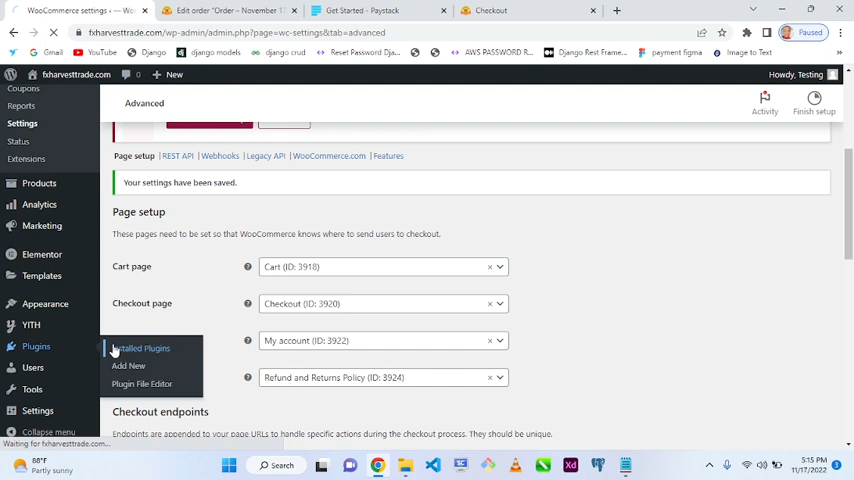 WooCommerce settings ‹ — Wo
Edit order "Order – November 17
Get Started - Paystack
Checkout
fxharvesttrade.com/wp-admin/admin.php?page=wc-settings&tab=advanced
Paused
Gmail
YouTube
Django
django models
django crud
Reset Password Dja...
AWS PASSWORD R...
Django Rest Frame...
payment figma
Image to Text
fxharvesttrade.com
0
New
Howdy, Testing
Coupons
Reports
Settings
Status
Extensions
Products
Analytics
Marketing
Elementor
Templates
Appearance
YITH
Plugins
Users
Tools
Settings
Collapse menu
Installed Plugins
Add New
Plugin File Editor
Advanced
Activity
Finish setup
Page setup | REST API | Webhooks | Legacy API | WooCommerce.com | Features
Your settings have been saved.
Page setup
These pages need to be set so that WooCommerce knows where to send users to checkout.
Cart page
Cart (ID: 3918)
Checkout page
Checkout (ID: 3920)
My account (ID: 3922)
Refund and Returns Policy (ID: 3924)
Checkout endpoints
Endpoints are appended to your page URLs to handle specific actions during the checkout process. They should be unique.
Waiting for fxharvesttrade.com...
88°F
Partly sunny
Search
5:15 PM
11/17/2022
3